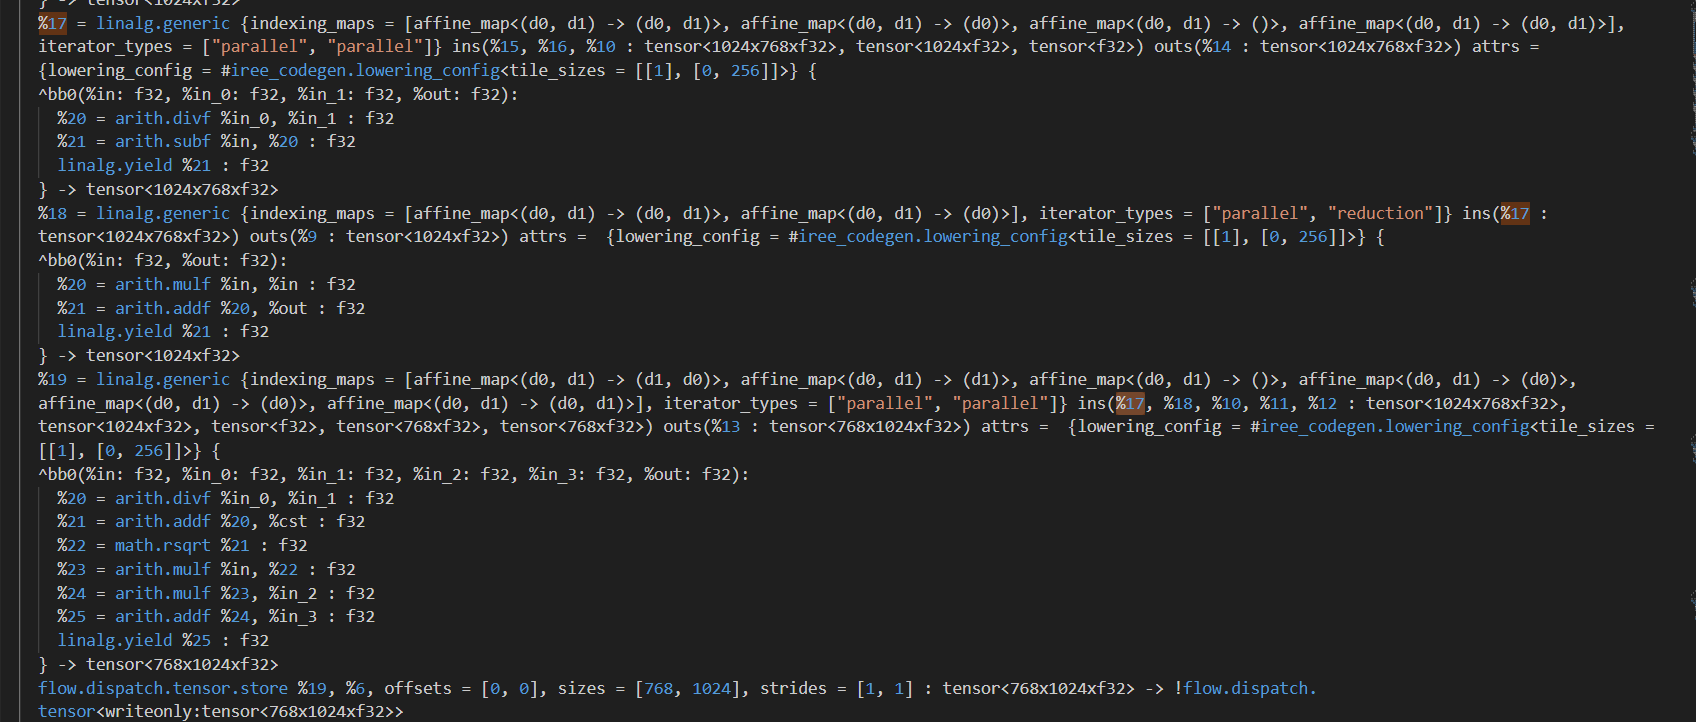 } -> tensor<1024xf32>
%17 = linalg.generic {indexing_maps = [affine_map<(d0, d1) -> (d0, d1)>, affine_map<(d0, d1) -> (d0)>, affine_map<(d0, d1) -> ()>, affine_map<(d0, d1) -> (d0, d1)>],
iterator_types = ["parallel", "parallel"]} ins(%15, %16, %10 : tensor<1024x768xf32>, tensor<1024xf32>, tensor<f32>) outs(%14 : tensor<1024x768xf32>) attrs =
{lowering_config = #iree_codegen.lowering_config<tile_sizes = [[1], [0, 256]]>} {
^bb0(%in: f32, %in_0: f32, %in_1: f32, %out: f32):
%20 = arith.divf %in_0, %in_1 : f32
%21 = arith.subf %in, %20 : f32
linalg.yield %21 : f32
} -> tensor<1024x768xf32>
%18 = linalg.generic {indexing_maps = [affine_map<(d0, d1) -> (d0, d1)>, affine_map<(d0, d1) -> (d0)>], iterator_types = ["parallel", "reduction"]} ins(%17 :
tensor<1024x768xf32>) outs(%9 : tensor<1024xf32>) attrs =  {lowering_config = #iree_codegen.lowering_config<tile_sizes = [[1], [0, 256]]>} {
^bb0(%in: f32, %out: f32):
%20 = arith.mulf %in, %in : f32
%21 = arith.addf %20, %out : f32
linalg.yield %21 : f32
} -> tensor<1024xf32>
%19 = linalg.generic {indexing_maps = [affine_map<(d0, d1) -> (d1, d0)>, affine_map<(d0, d1) -> (d1)>, affine_map<(d0, d1) -> ()>, affine_map<(d0, d1) -> (d0)>,
affine_map<(d0, d1) -> (d0)>, affine_map<(d0, d1) -> (d0, d1)>], iterator_types = ["parallel", "parallel"]} ins(%17, %18, %10, %11, %12 : tensor<1024x768xf32>,
tensor<1024xf32>, tensor<f32>, tensor<768xf32>, tensor<768xf32>) outs(%13 : tensor<768x1024xf32>) attrs =  {lowering_config = #iree_codegen.lowering_config<tile_sizes =
[[1], [0, 256]]>} {
^bb0(%in: f32, %in_0: f32, %in_1: f32, %in_2: f32, %in_3: f32, %out: f32):
%20 = arith.divf %in_0, %in_1 : f32
%21 = arith.addf %20, %cst : f32
%22 = math.rsqrt %21 : f32
%23 = arith.mulf %in, %22 : f32
%24 = arith.mulf %23, %in_2 : f32
%25 = arith.addf %24, %in_3 : f32
linalg.yield %25 : f32
} -> tensor<768x1024xf32>
flow.dispatch.tensor.store %19, %6, offsets = [0, 0], sizes = [768, 1024], strides = [1, 1] : tensor<768x1024xf32> -> !flow.dispatch.
tensor<writeonly:tensor<768x1024xf32>>